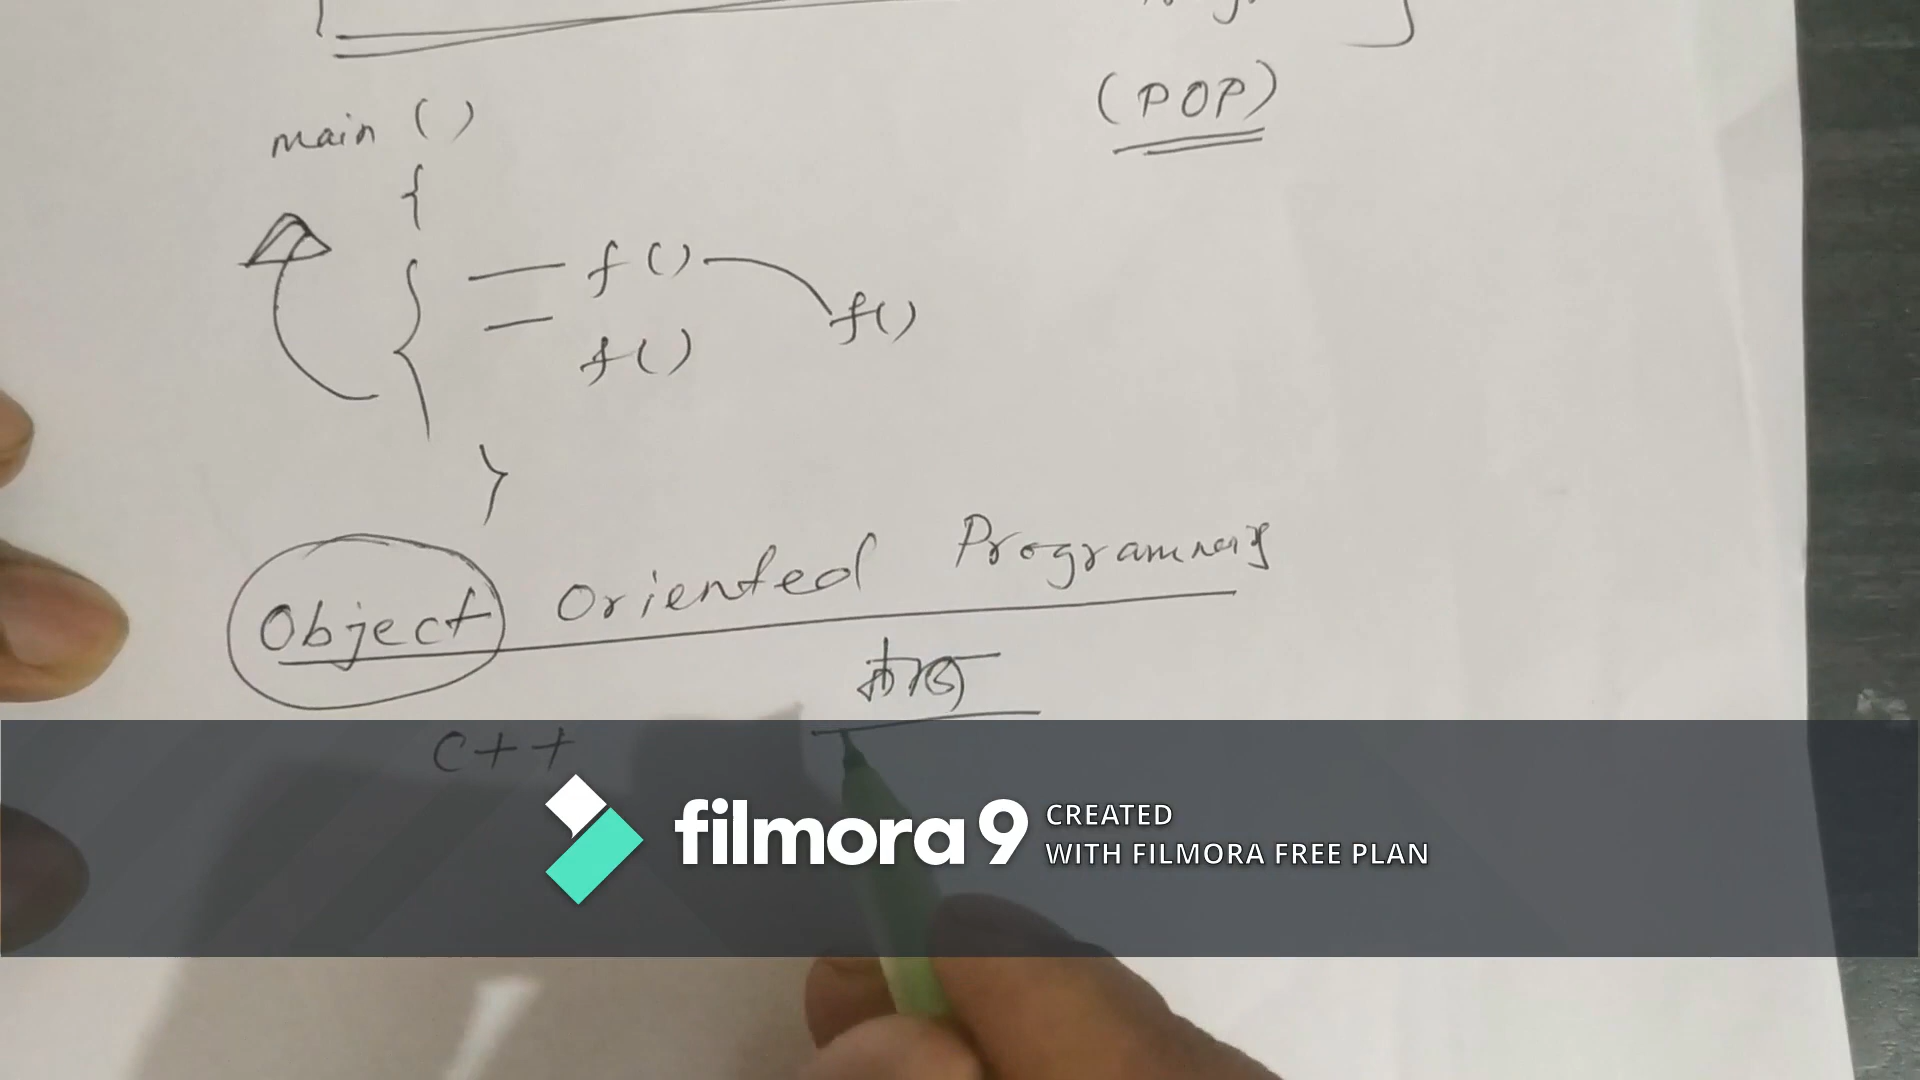 (POP)
main ()
{
f() f()
f()
}
Object Oriented Programming
C++
filmora 9 CREATED
WITH FILMORA FREE PLAN